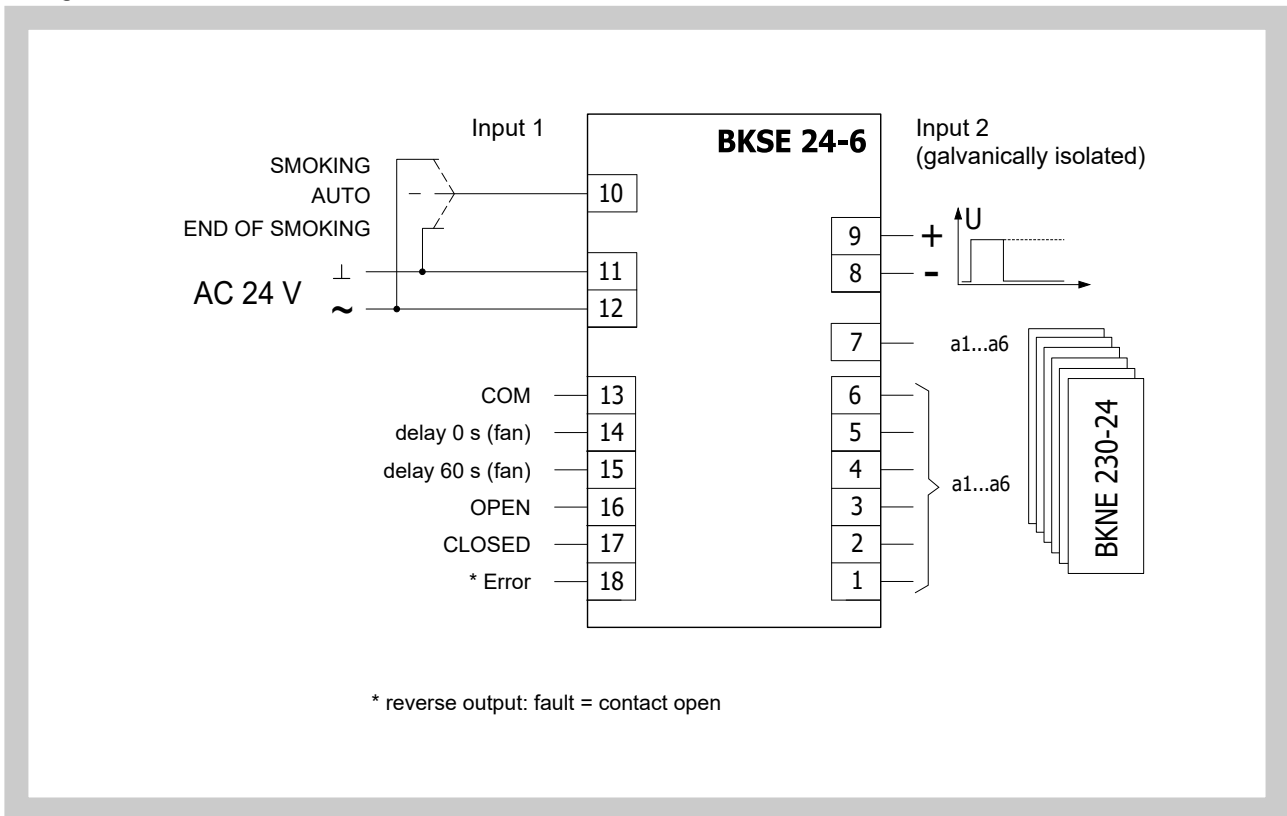 Input 1
BKSE 24-6
Input 2
(galvanically isolated)
SMOKING
AUTO
END OF SMOKING
⊥
AC 24 V
~
10
11
12
9
+
U
8
-
7
a1...a6
COM
13
delay 0 s (fan)
14
delay 60 s (fan)
15
OPEN
16
CLOSED
17
* Error
18
6
5
4
3
2
1
a1...a6
BKNE 230-24
* reverse output: fault = contact open